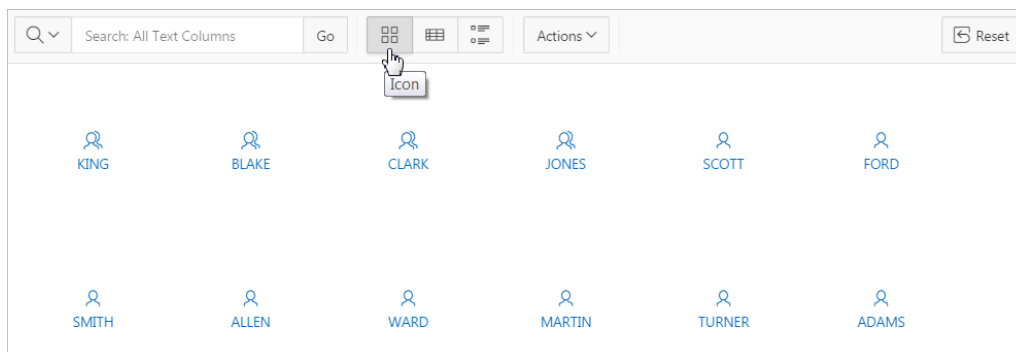 Search: All Text Columns Go Actions Reset
Icon
KING BLAKE CLARK JONES SCOTT FORD
SMITH ALLEN WARD MARTIN TURNER ADAMS